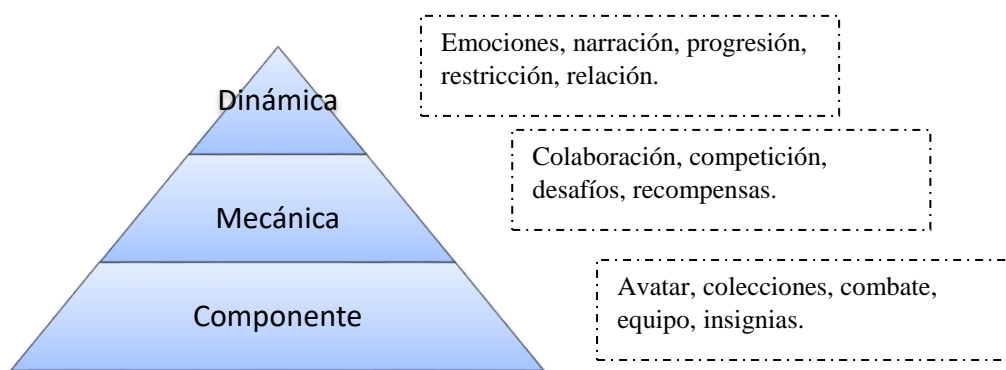 Emociones, narración, progresión,
restricción, relación.
Dinámica
Colaboración, competición,
desafíos, recompensas.
Mecánica
Avatar, colecciones, combate,
equipo, insignias.
Componente